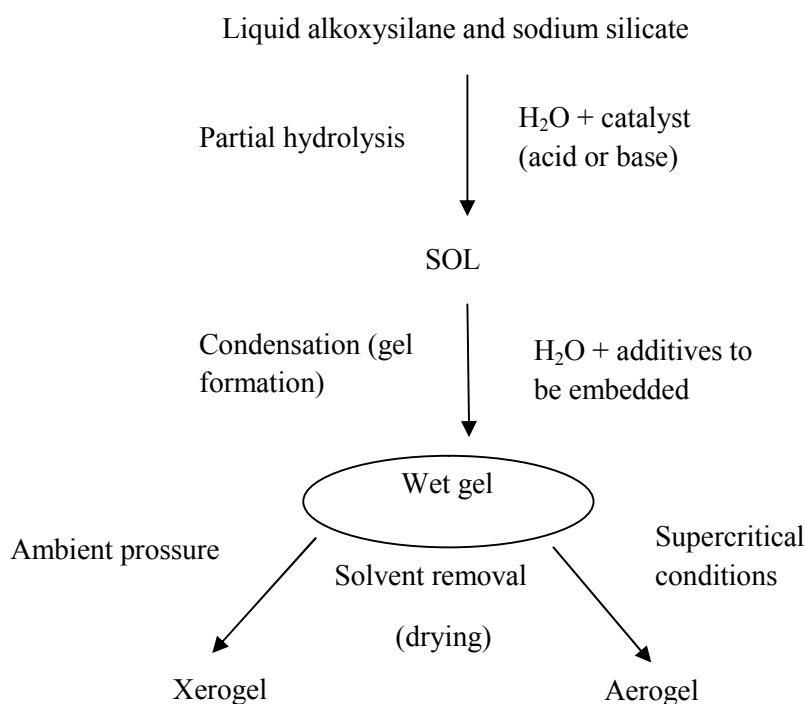 Liquid alkoxysilane and sodium silicate
Partial hydrolysis
H₂O + catalyst
(acid or base)
SOL
Condensation (gel
formation)
H₂O + additives to
be embedded
Wet gel
Ambient prossure
Solvent removal
(drying)
Supercritical
conditions
Xerogel
Aerogel